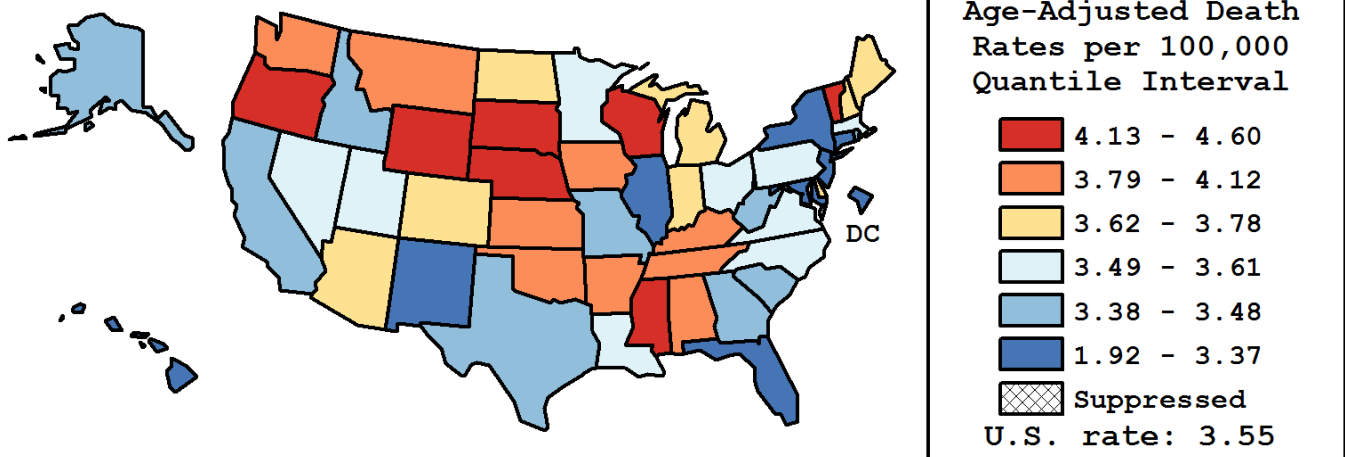 DC
Age-Adjusted Death
Rates per 100,000
Quantile Interval
4.13 - 4.60
3.79 - 4.12
3.62 - 3.78
3.49 - 3.61
3.38 - 3.48
1.92 - 3.37
Suppressed
U.S. rate: 3.55